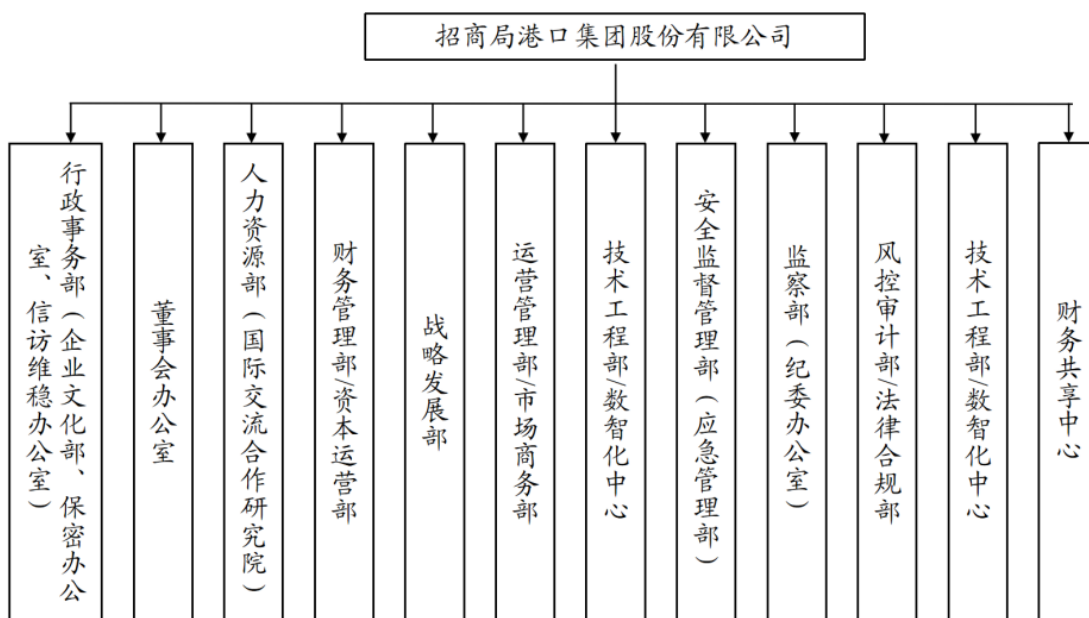 招商局港口集团股份有限公司
行政事务部（企业文化部、保密办公
室、信访维稳办公室）
董事会办公室
人力资源部（国际交流合作研究院）
财务管理部/资本运营部
战略发展部
运营管理部/市场商务部
技术工程部/数智化中心
安全监督管理部（应急管理部）
监察部（纪委办公室）
风控审计部/法律合规部
技术工程部/数智化中心
财务共享中心